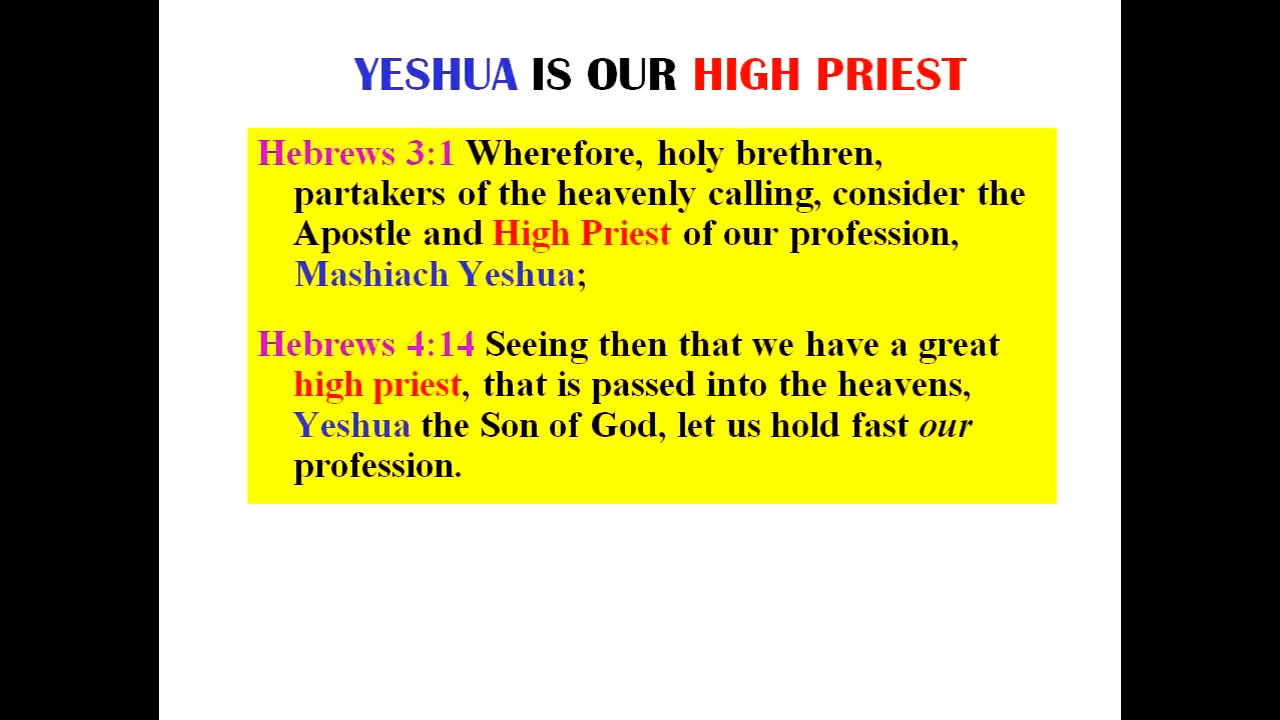 YESHUA IS OUR HIGH PRIEST
Hebrews 3:1 Wherefore, holy brethren,
partakers of the heavenly calling, consider the
Apostle and High Priest of our profession,
Mashiach Yeshua;
Hebrews 4:14 Seeing then that we have a great
high priest, that is passed into the heavens,
Yeshua the Son of God, let us hold fast our
profession.